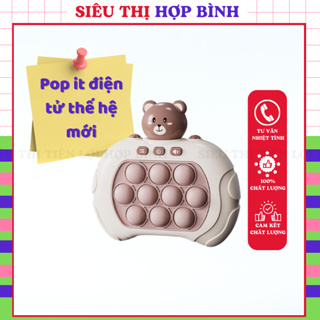 SIÊU THỊ HỢP BÌNH
Pop it điện
tử thế hệ
mới
TƯ VẤN
NHIỆT TÌNH
100%
CHẤT LƯỢNG
CAM KẾT
CHẤT LƯỢNG